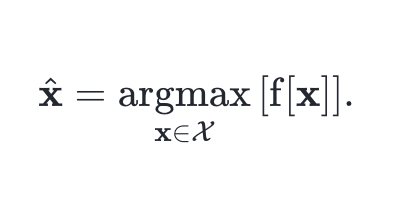 x̂ = argmax [f[x]].
x∈𝒳